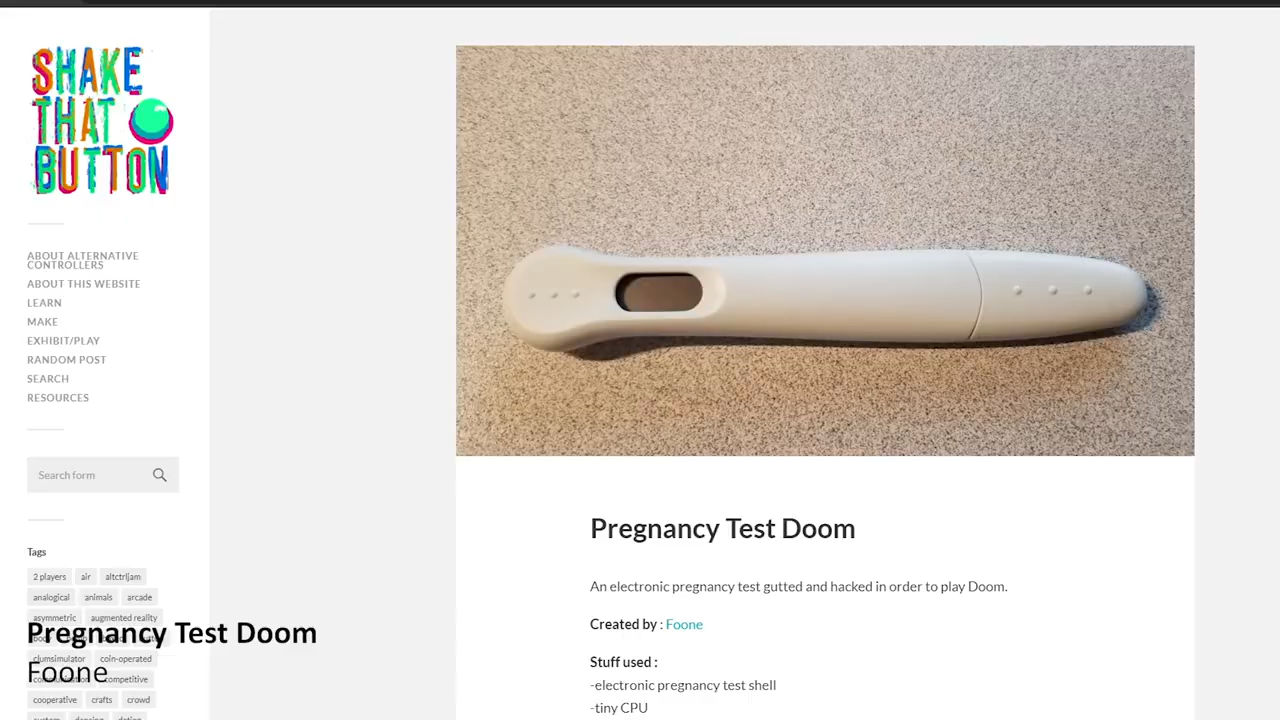 SHAKE
THAT
BUTTON
ABOUT ALTERNATIVE
CONTROLLERS
ABOUT THIS WEBSITE
LEARN
MAKE
EXHIBIT/PLAY
RANDOM POST
SEARCH
RESOURCES
Search form
Tags
2 players air altctrljam
analogical animals arcade
asymmetric augmented reality
clumsimulator coin-operated
competitive
cooperative crafts crowd
Pregnancy Test Doom
Foone
Pregnancy Test Doom
An electronic pregnancy test gutted and hacked in order to play Doom.
Created by : Foone
Stuff used :
-electronic pregnancy test shell
-tiny CPU